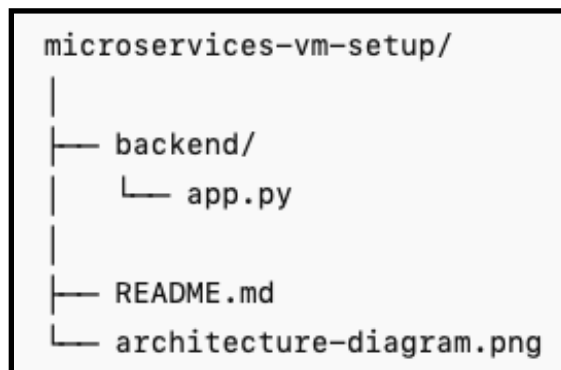 microservices-vm-setup/
│
├── backend/
│   └── app.py
│
├── README.md
└── architecture-diagram.png